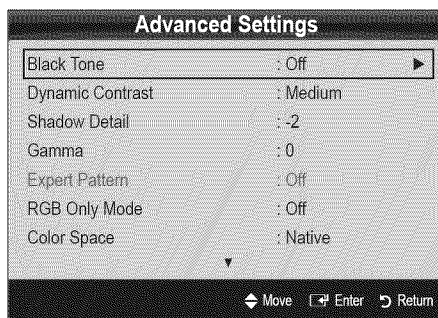 Advanced Settings
Black Tone : Off ▶
Dynamic Contrast : Medium
Shadow Detail : -2
Gamma : 0
Expert Pattern : Off
RGB Only Mode : Off
Color Space : Native
▼
Move Enter Return